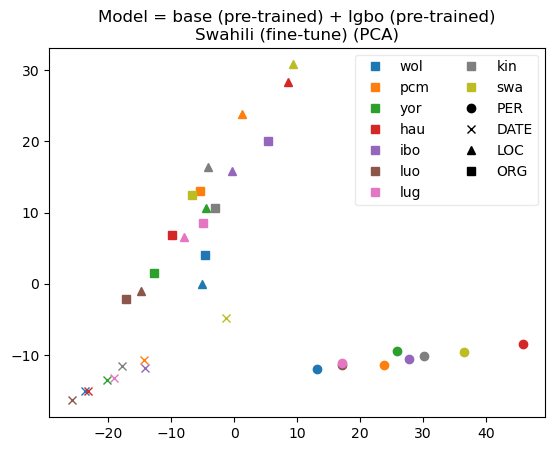 Model = base (pre-trained) + Igbo (pre-trained)
Swahili (fine-tune) (PCA)
wol
pcm
yor
hau
ibo
luo
lug
kin
swa
PER
DATE
LOC
ORG
30
20
10
0
−10
−20
−10
0
10
20
30
40